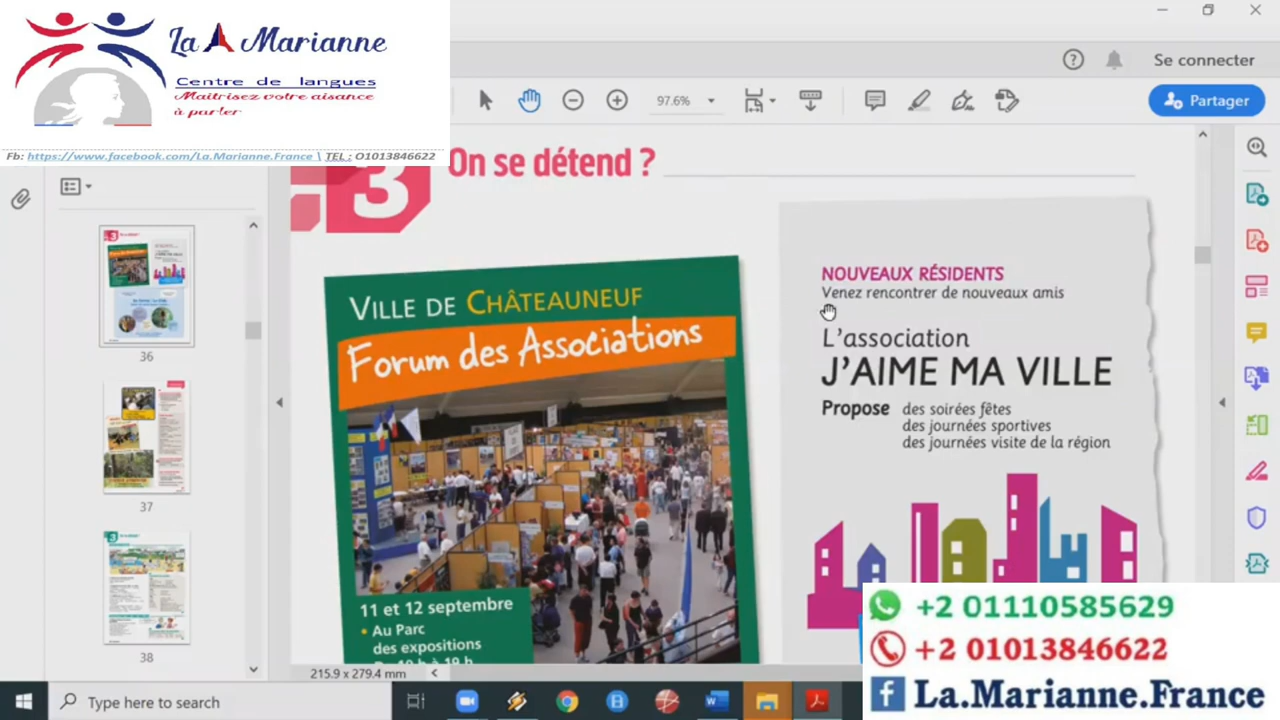 La Marianne
Centre de langues
Maîtrisez votre aisance
à parler
Fb: https://www.facebook.com/La.Marianne.France \ TEL : O1013846622
Se connecter
97.6%
Partager
3
On se détend ?
VILLE DE CHÂTEAUNEUF
Forum des Associations
11 et 12 septembre
• Au Parc
des expositions
NOUVEAUX RÉSIDENTS
Venez rencontrer de nouveaux amis
L'association
J'AIME MA VILLE
Propose des soirées fêtes
des journées sportives
des journées visite de la région
36
37
38
215.9 x 279.4 mm
+2 01110585629
+2 01013846622
La.Marianne.France
Type here to search